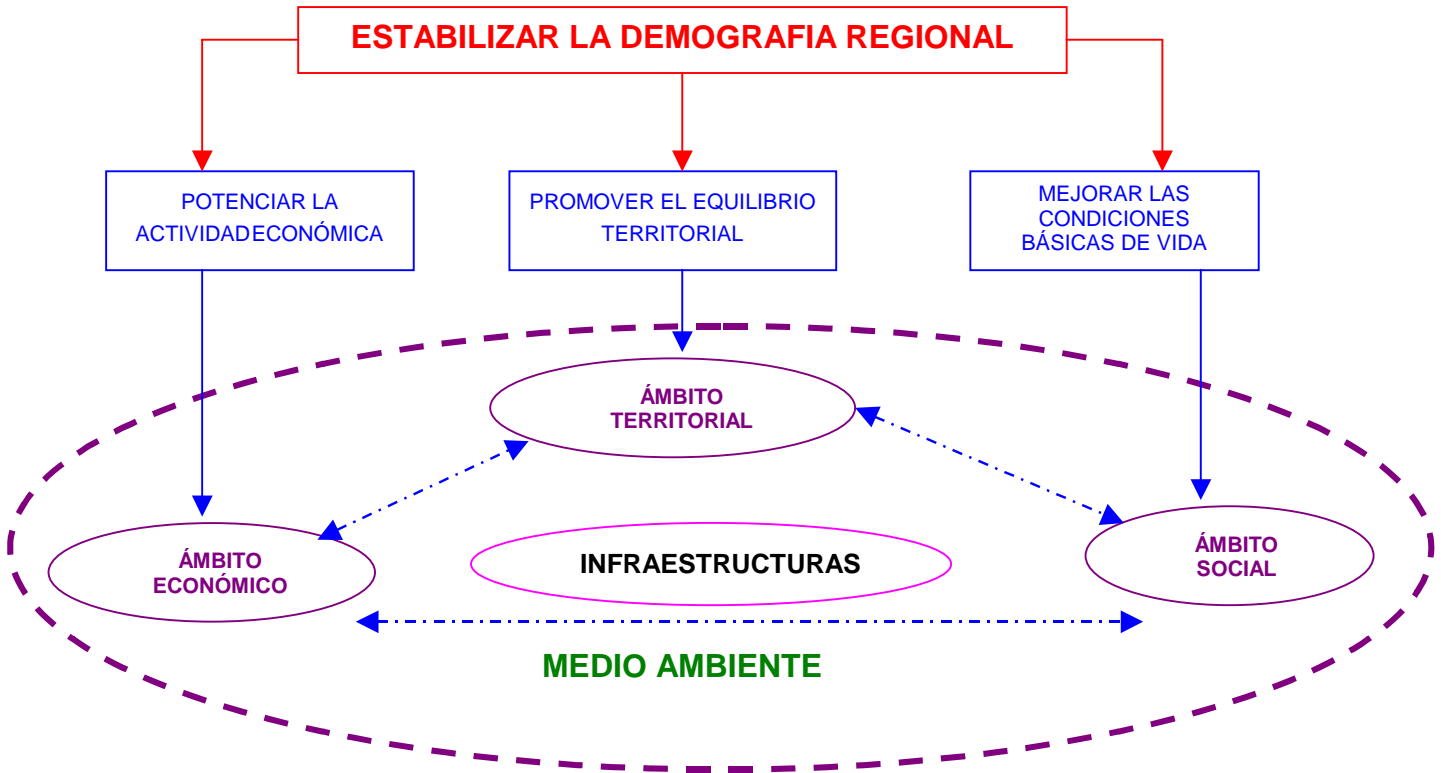 ESTABILIZAR LA DEMOGRAFIA REGIONAL
POTENCIAR LA
ACTIVIDADECONÓMICA
PROMOVER EL EQUILIBRIO
TERRITORIAL
MEJORAR LAS
CONDICIONES
BÁSICAS DE VIDA
ÁMBITO
TERRITORIAL
ÁMBITO
ECONÓMICO
INFRAESTRUCTURAS
ÁMBITO
SOCIAL
MEDIO AMBIENTE